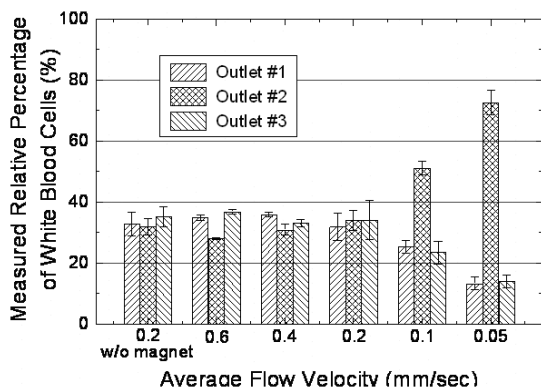 Measured Relative Percentage
of White Blood Cells (%)
100
80
60
40
20
0
Outlet #1
Outlet #2
Outlet #3
0.2 0.6 0.4 0.2 0.1 0.05
w/o magnet
Average Flow Velocity (mm/sec)